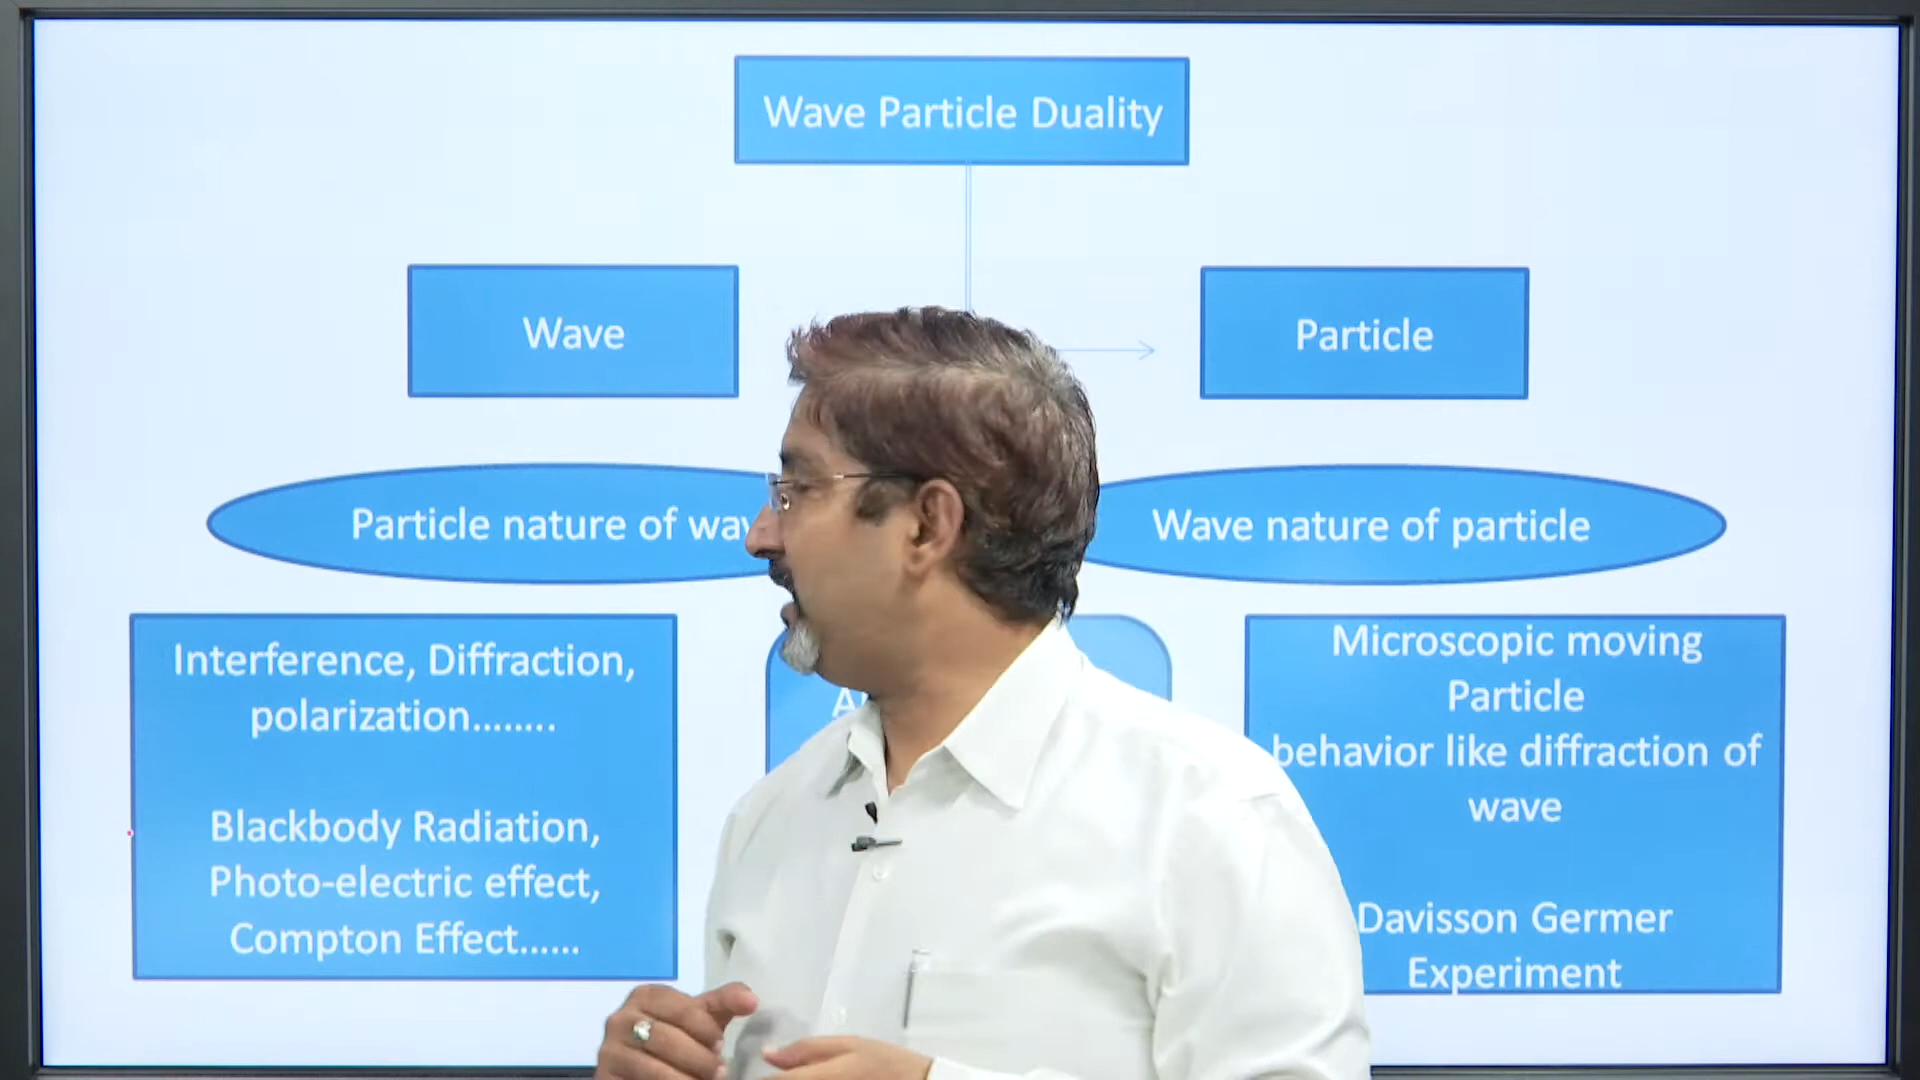 Wave Particle Duality
Wave
Particle
Particle nature of
Wave nature of particle
Interference, Diffraction,
polarization........
Blackbody Radiation,
Photo-electric effect,
Compton Effect......
Microscopic moving
Particle
behavior like diffraction of
wave
Davisson Germer
Experiment